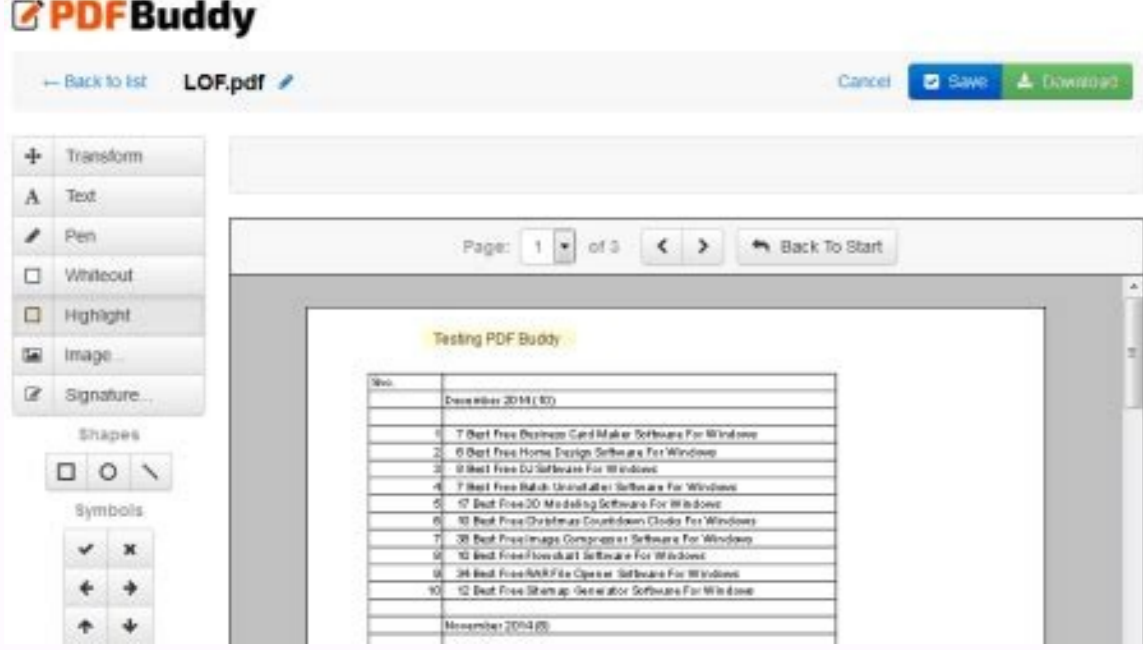 PDFBuddy
← Back to list LOF.pdf Cancel Save Download
Transform
Text
Pen
Whiteout
Highlight
Image...
Signature...
Shapes
Symbols
Page: 1 of 3 Back To Start
Testing PDF Buddy
Sno.
December 2014 (10)
1 7 Best Free Business Card Maker Software For Windows
2 6 Best Free Home Design Software For Windows
3 8 Best Free DJ Software For Windows
4 7 Best Free Batch Uninstaller Software For Windows
5 17 Best Free 3D Modeling Software For Windows
6 10 Best Free Christmas Countdown Clocks For Windows
7 38 Best Free Image Compressor Software For Windows
8 10 Best Free Flowchart Software For Windows
9 34 Best Free RAR File Opener Software For Windows
10 12 Best Free Sitemap Generator Software For Windows
November 2014 (8)